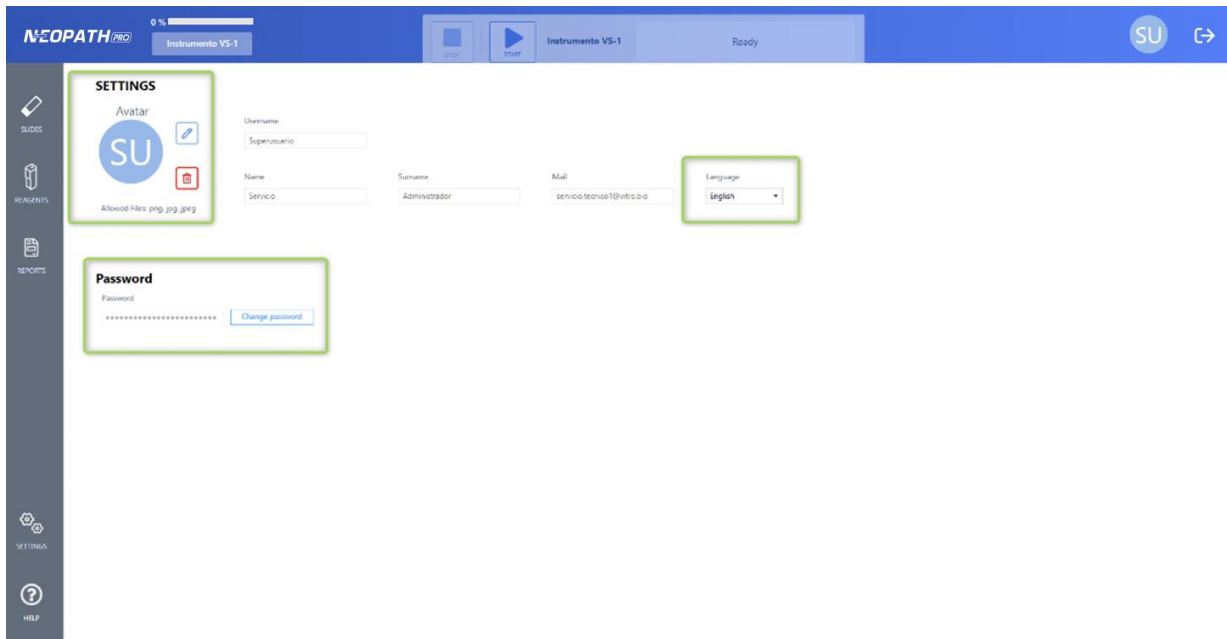 NEOPATH PRO
0 %
Instrumento VS-1
STOP
START
Instrumento VS-1
Ready
SU
SLIDES
REAGENTS
REPORTS
SETTINGS
HELP
SETTINGS
Avatar
SU
Allowed Files: png, jpg, jpeg
Username
Superusuario
Name
Surname
Mail
Language
Servicio
Administrador
servicio.tecnico1@vitro.bio
English
Password
Password
Change password